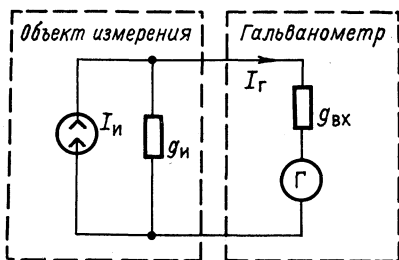 Объект измерения
Гальванометр
Iг
Iи
gи
gвх
Г